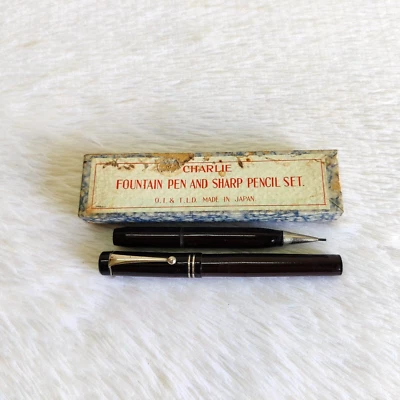 CHARLIE
FOUNTAIN PEN AND SHARP PENCIL SET.
O.I & T.L.D. MADE IN JAPAN.